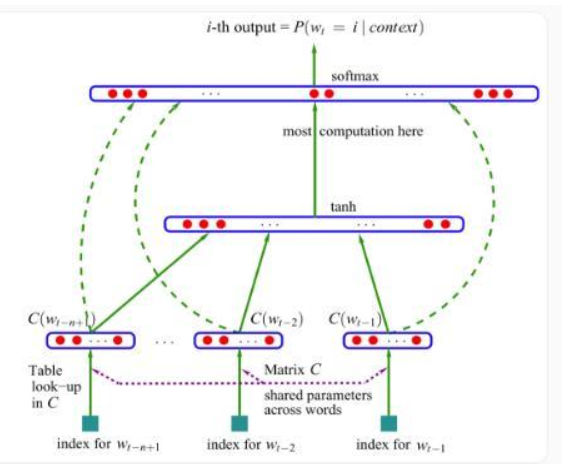 i-th output = P(w_t = i | context)
softmax
... ...
most computation here
tanh
... ...
C(w_{t−n+1}) C(w_{t−2}) C(w_{t−1})
... ... ... ...
Table look−up in C
Matrix C
shared parameters across words
index for w_{t−n+1} index for w_{t−2} index for w_{t−1}